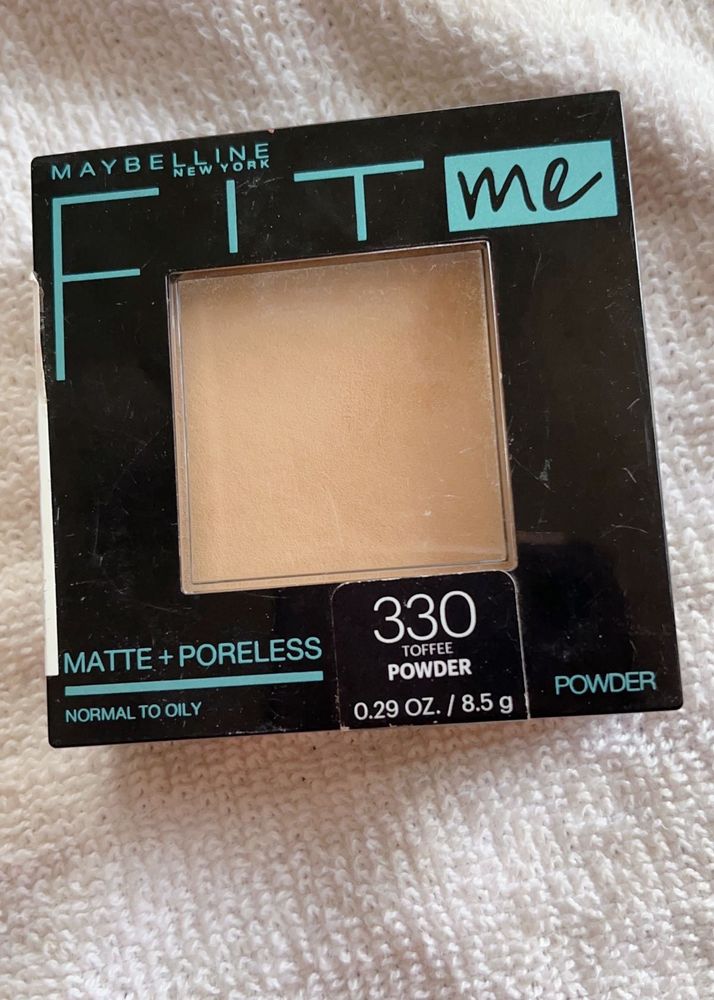 MAYBELLINE
NEW YORK
FIT me
MATTE + PORELESS
NORMAL TO OILY
330
TOFFEE
POWDER
0.29 OZ. / 8.5 g
POWDER